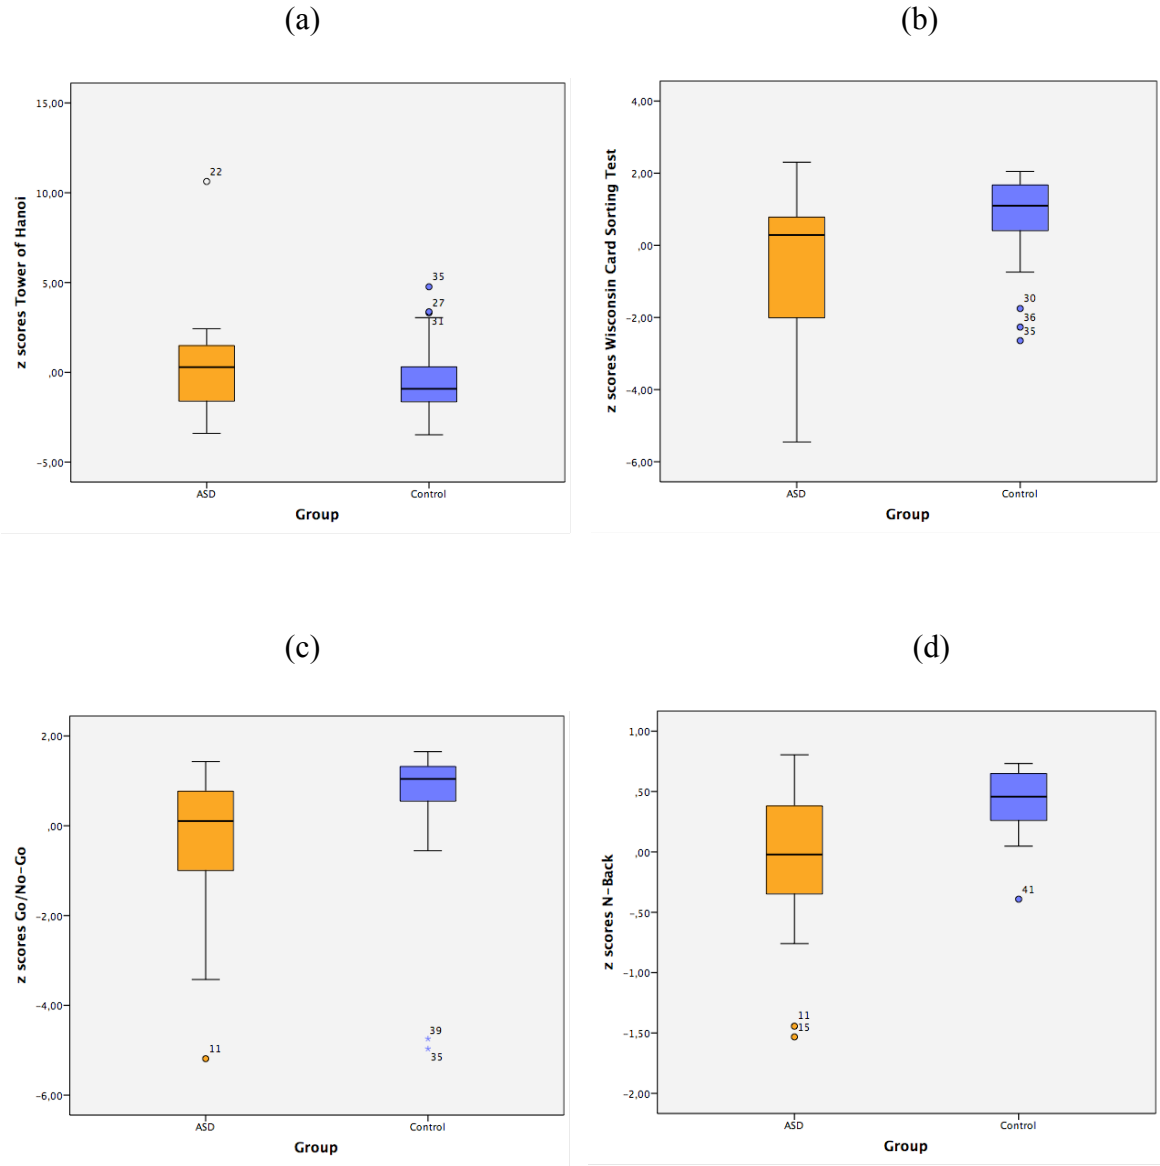 (a)
z scores Tower of Hanoi
15,00
10,00
5,00
,00
−5,00
22
35
27
31
ASD
Control
Group
(b)
z scores Wisconsin Card Sorting Test
4,00
2,00
,00
−2,00
−4,00
−6,00
30
36
35
ASD
Control
Group
(c)
z scores Go/No−Go
2,00
,00
−2,00
−4,00
−6,00
11
39
35
ASD
Control
Group
(d)
z scores N−Back
1,00
,50
,00
−,50
−1,00
−1,50
−2,00
11
15
41
ASD
Control
Group